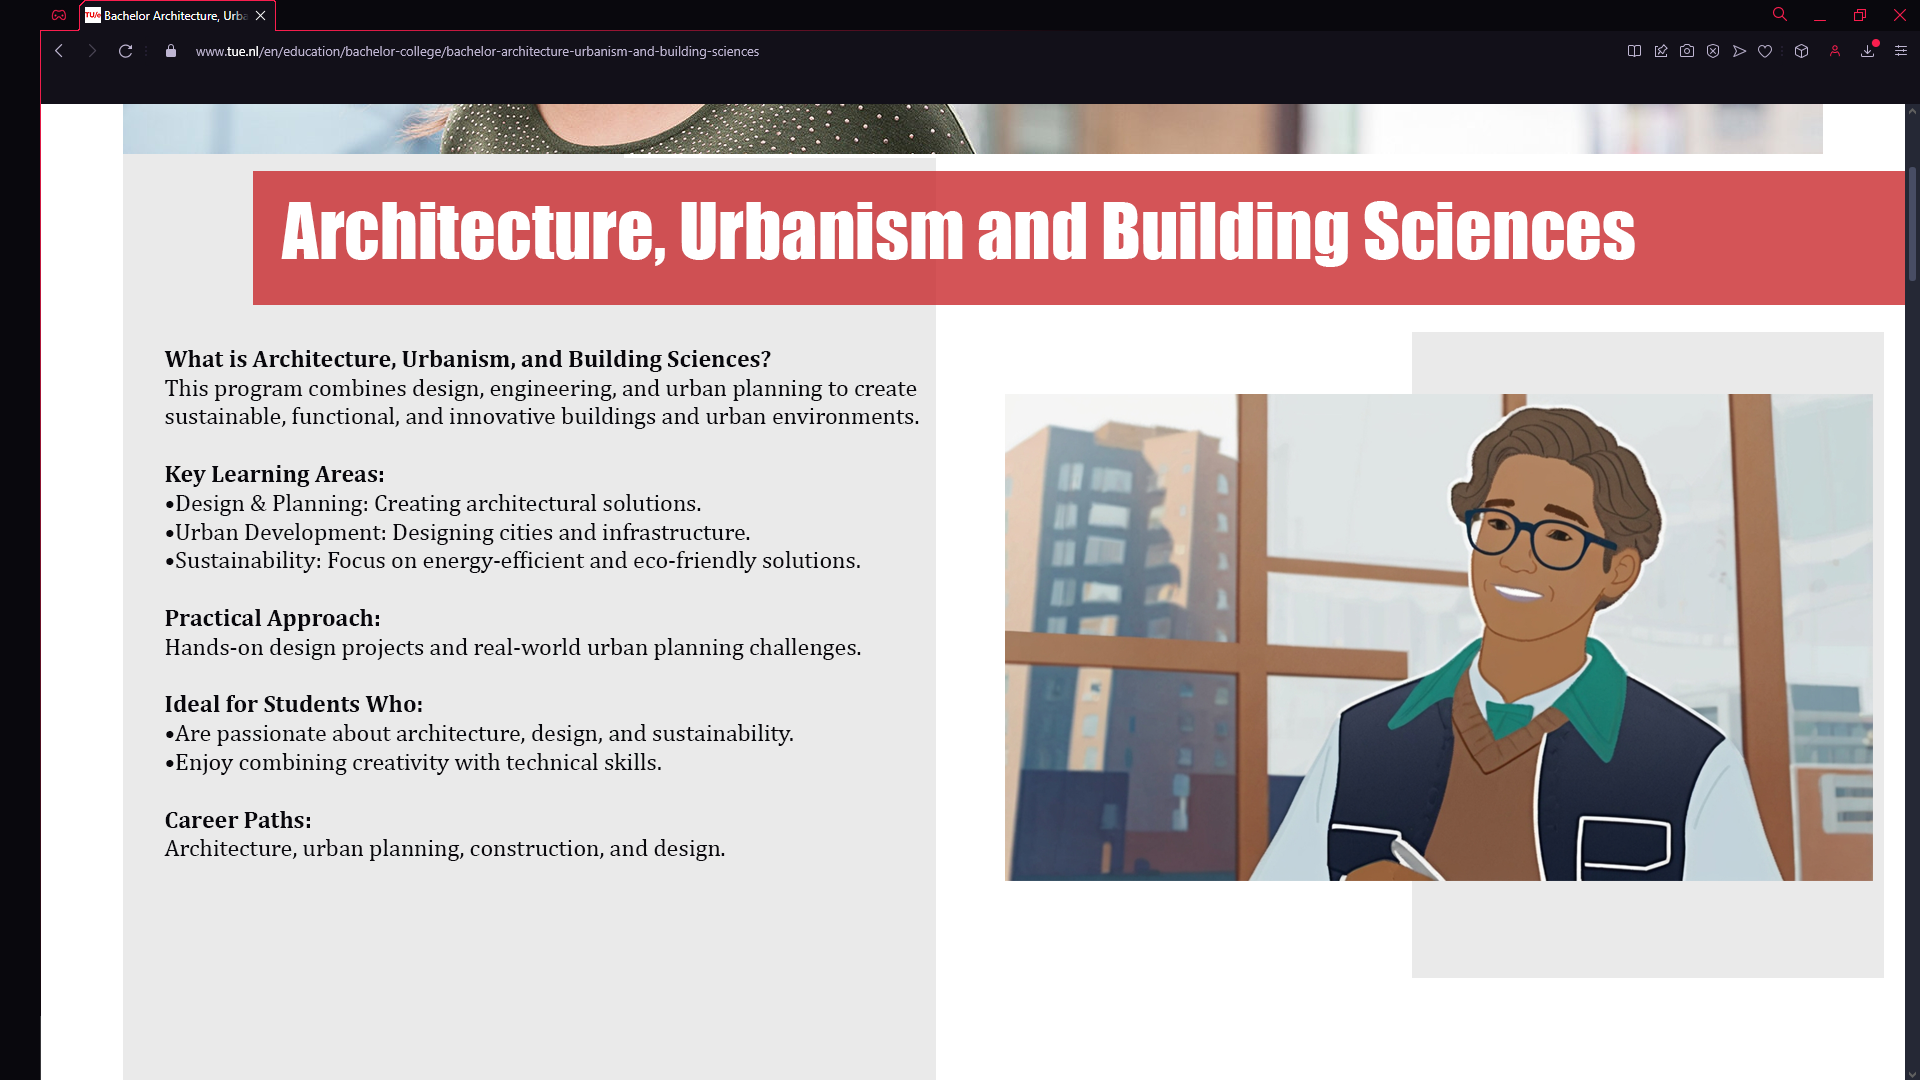 TU/e Bachelor Architecture, Urba
www.tue.nl/en/education/bachelor-college/bachelor-architecture-urbanism-and-building-sciences
Architecture, Urbanism and Building Sciences
What is Architecture, Urbanism, and Building Sciences?
This program combines design, engineering, and urban planning to create
sustainable, functional, and innovative buildings and urban environments.
Key Learning Areas:
•Design & Planning: Creating architectural solutions.
•Urban Development: Designing cities and infrastructure.
•Sustainability: Focus on energy-efficient and eco-friendly solutions.
Practical Approach:
Hands-on design projects and real-world urban planning challenges.
Ideal for Students Who:
•Are passionate about architecture, design, and sustainability.
•Enjoy combining creativity with technical skills.
Career Paths:
Architecture, urban planning, construction, and design.